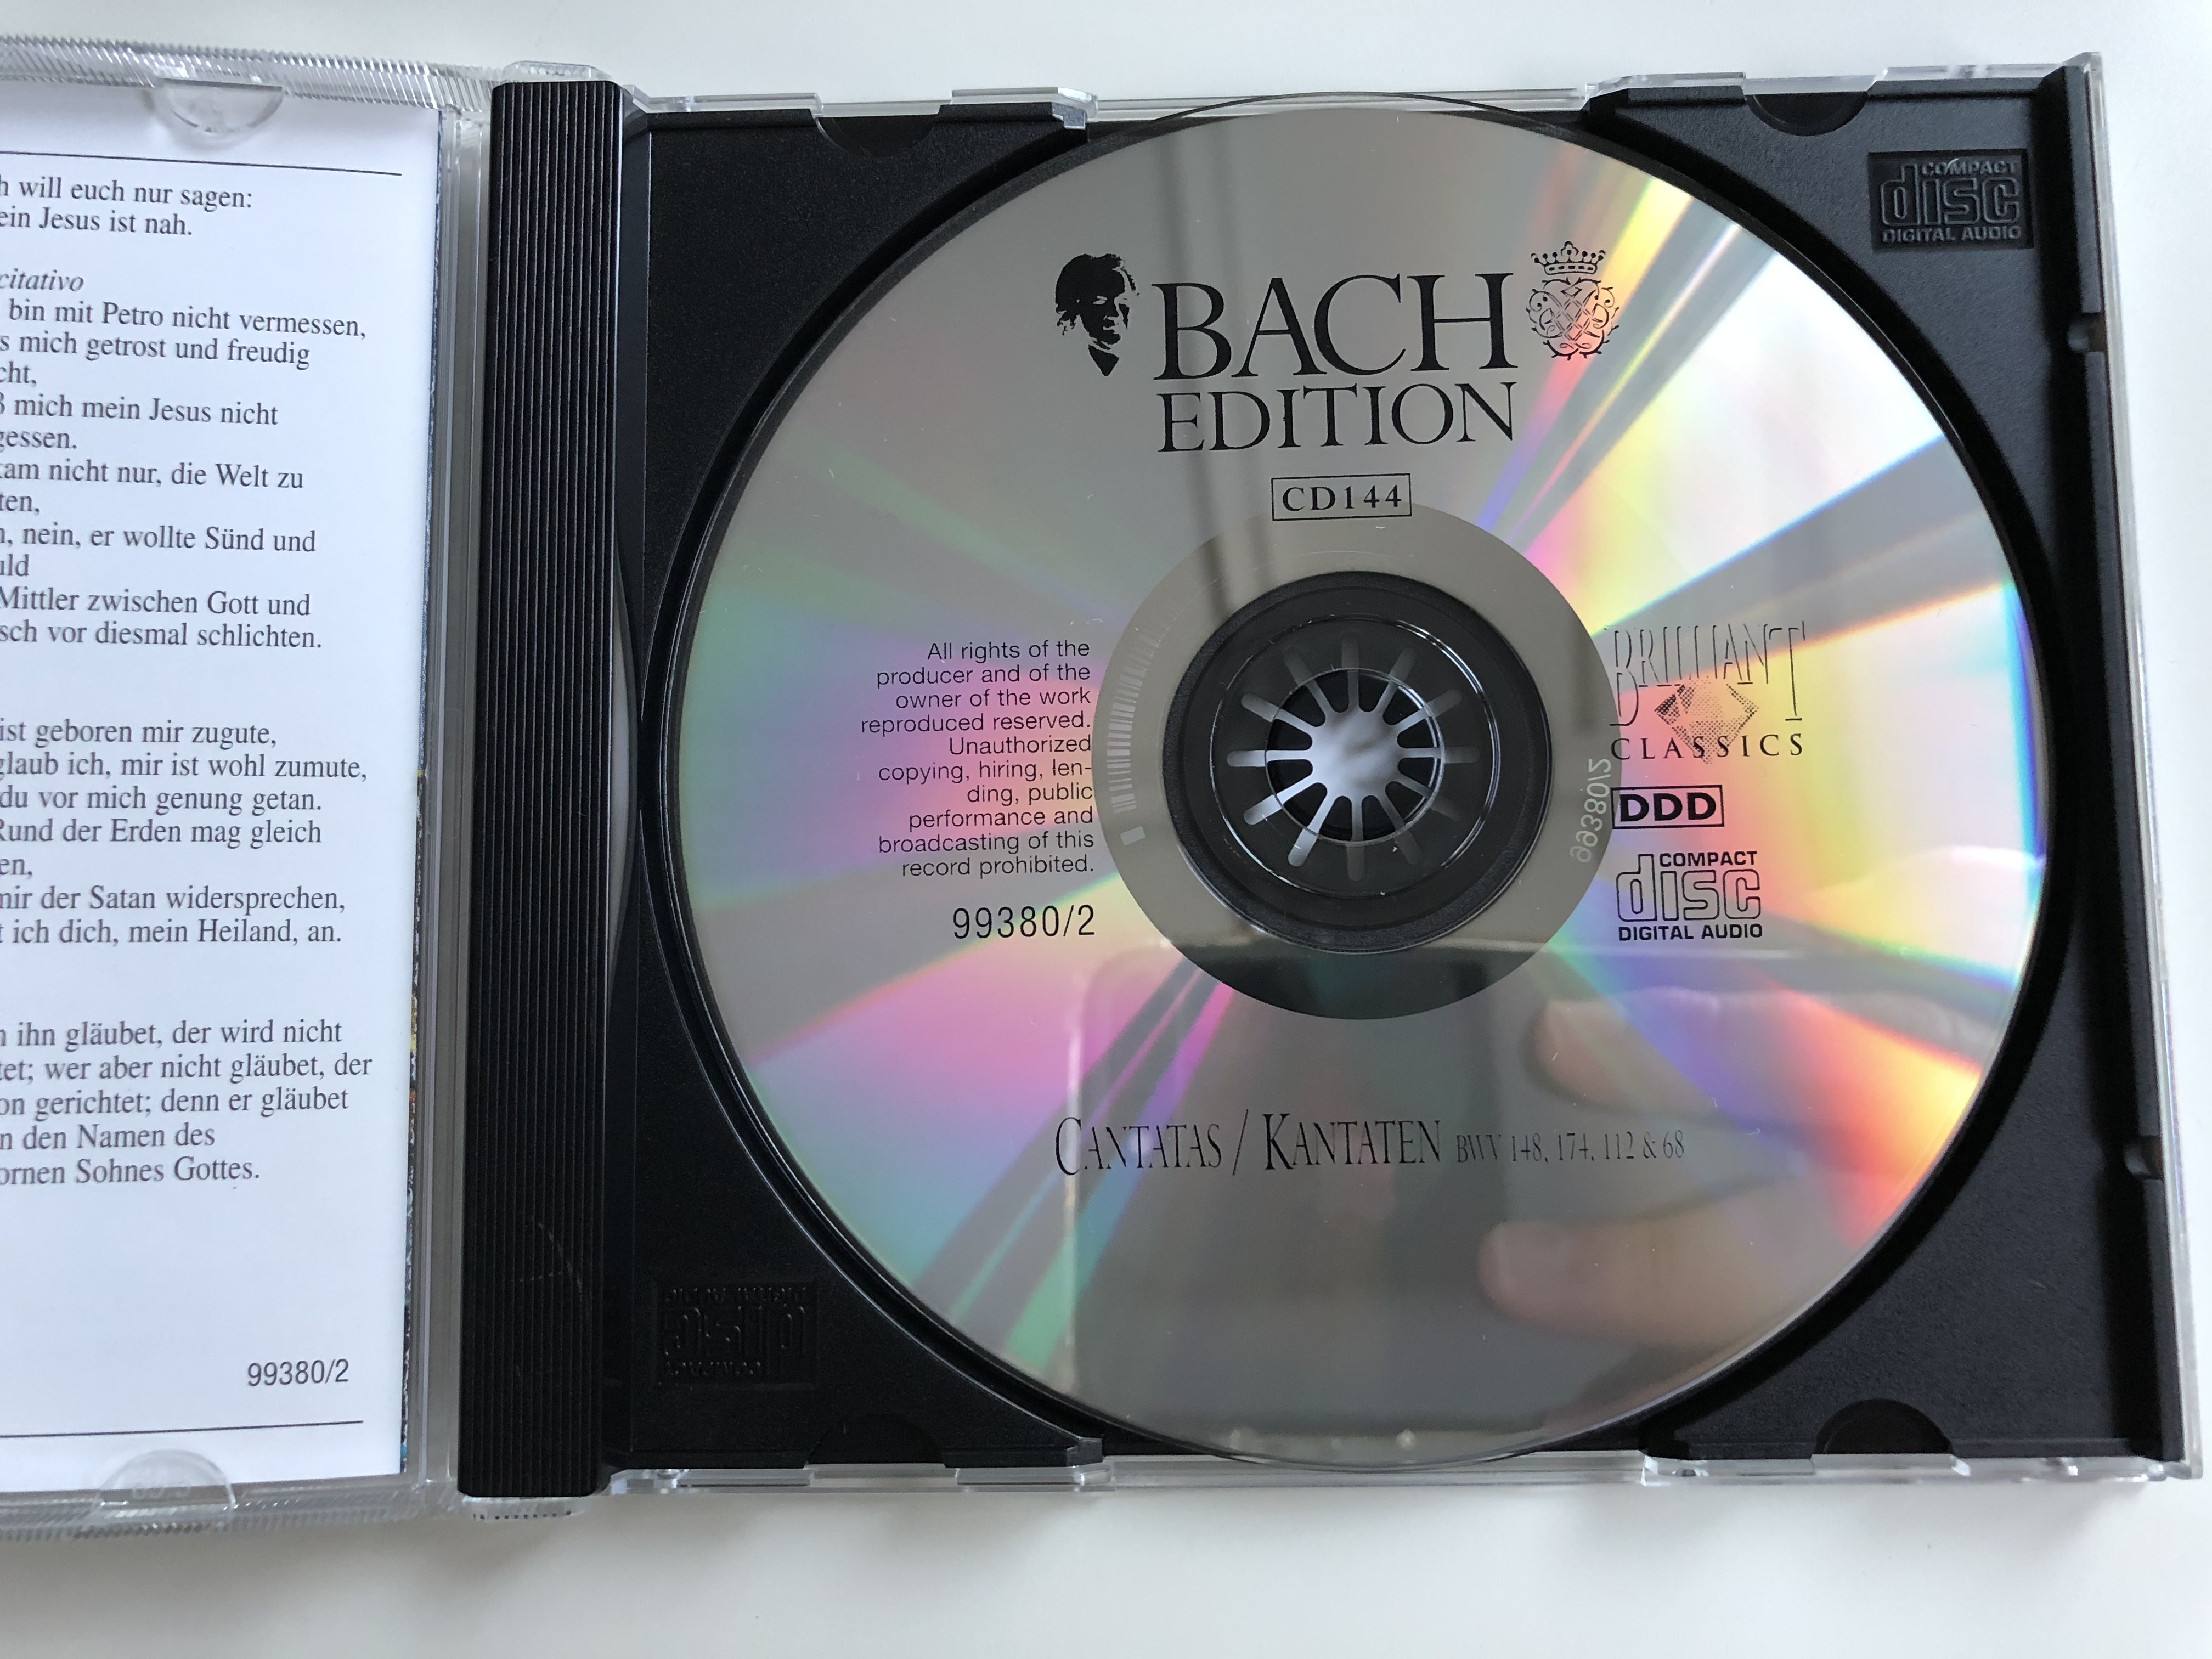 will euch nur sagen:
ein Jesus ist nah.
citativo
bin mit Petro nicht vermessen,
s mich getrost und freudig
cht,
ß mich mein Jesus nicht
gessen.
kam nicht nur, die Welt zu
ten,
nein, er wollte Sünd und
uld
Mittler zwischen Gott und
sch vor diesmal schlichten.
ist geboren mir zugute,
glaub ich, mir ist wohl zumute,
du vor mich genung getan.
Rund der Erden mag gleich
en,
mir der Satan widersprechen,
t ich dich, mein Heiland, an.
n ihn gläubet, der wird nicht
tet; wer aber nicht gläubet, der
on gerichtet; denn er gläubet
n den Namen des
ornen Sohnes Gottes.
99380/2
BACH
EDITION
CD144
All rights of the
producer and of the
owner of the work
reproduced reserved.
Unauthorized
copying, hiring, len-
ding, public
performance and
broadcasting of this
record prohibited.
99380/2
99380/2
BRILLIANT
CLASSICS
DDD
COMPACT
disc
DIGITAL AUDIO
CANTATAS / KANTATEN BWV 148, 174, 112 & 68
COMPACT
disc
DIGITAL AUDIO
COMPACT
disc
DIGITAL AUDIO